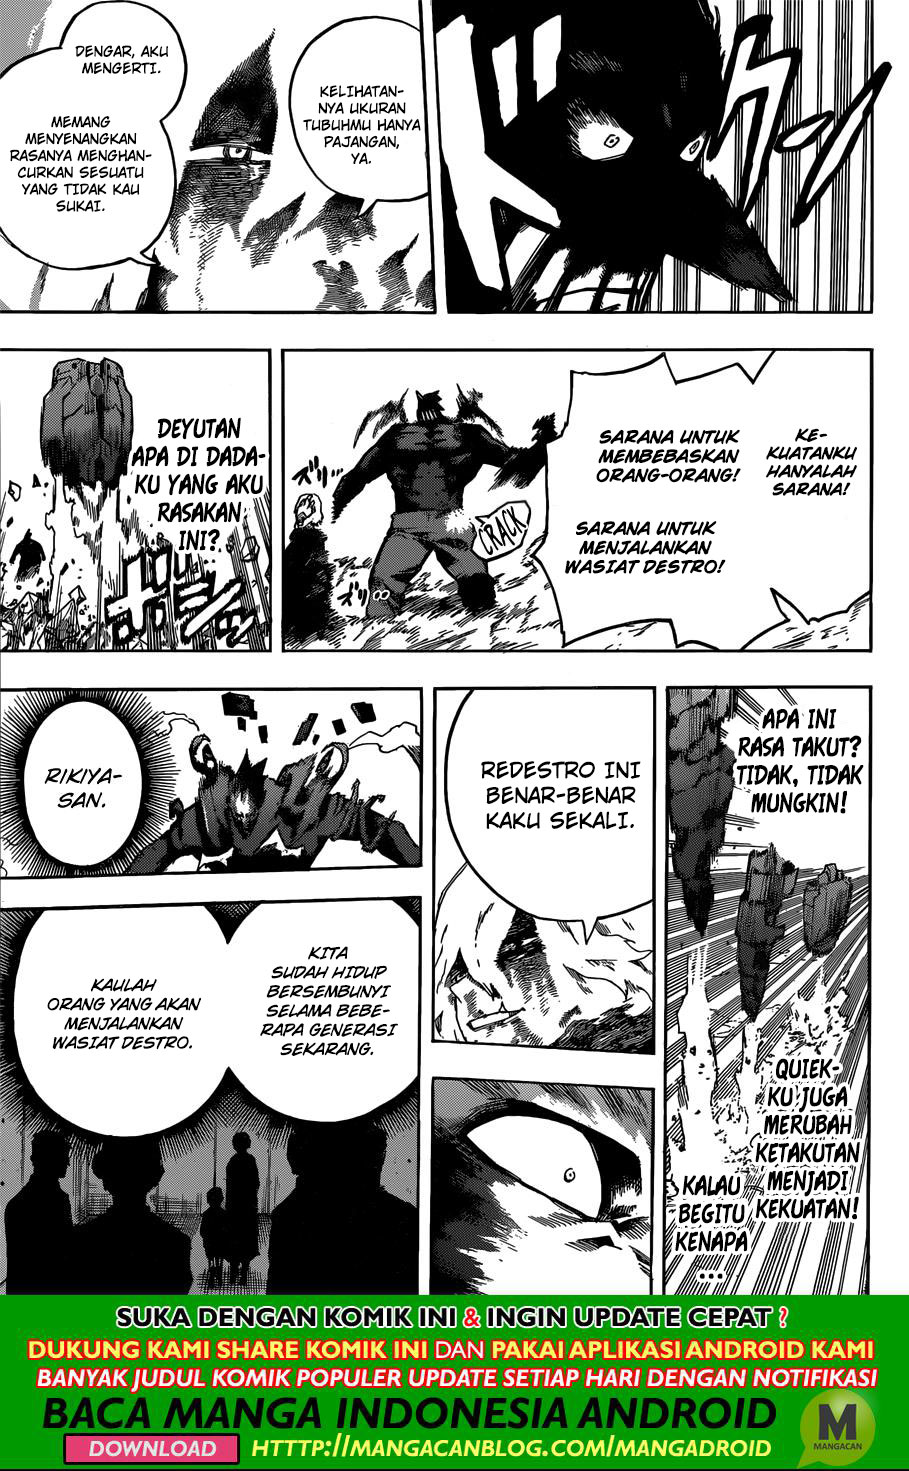 ドクン
KELIHATAN-
NYA UKURAN
TUBUHMU HANYA
PAJANGAN,
YA.
DENGAR, AKU
MENGERTI.
MEMANG
MENYENANGKAN
RASANYA MENGHAN-
CURKAN SESUATU
YANG TIDAK KAU
SUKAI.
KE-
KUATANKU
HANYALAH
SARANA!
SARANA UNTUK
MEMBEBASKAN
ORANG-ORANG!
SARANA UNTUK
MENJALANKAN
WASIAT DESTRO!
CRACK
DEYUTAN
APA DI DADA-
KU YANG AKU
RASAKAN
INI?
APA INI
RASA TAKUT?
TIDAK, TIDAK
MUNGKIN!
QUIEK-
KU JUGA
MERUBAH
KETAKUTAN
MENJADI
KEKUATAN!
KALAU
BEGITU
KENAPA
...
REDESTRO INI
BENAR-BENAR
KAKU SEKALI.
RIKIYA-
SAN.
KITA
SUDAH HIDUP
BERSEMBUNYI
SELAMA BEBE-
RAPA GENERASI
SEKARANG.
KAULAH
ORANG YANG AKAN
MENJALANKAN
WASIAT DESTRO.
SUKA DENGAN KOMIK INI & INGIN UPDATE CEPAT ?
DUKUNG KAMI SHARE KOMIK INI DAN PAKAI APLIKASI ANDROID KAMI
BANYAK JUDUL KOMIK POPULER UPDATE SETIAP HARI DENGAN NOTIFIKASI
BACA MANGA INDONESIA ANDROID
DOWNLOAD HTTTP://MANGACANBLOG.COM/MANGADROID
M
MANGACAN